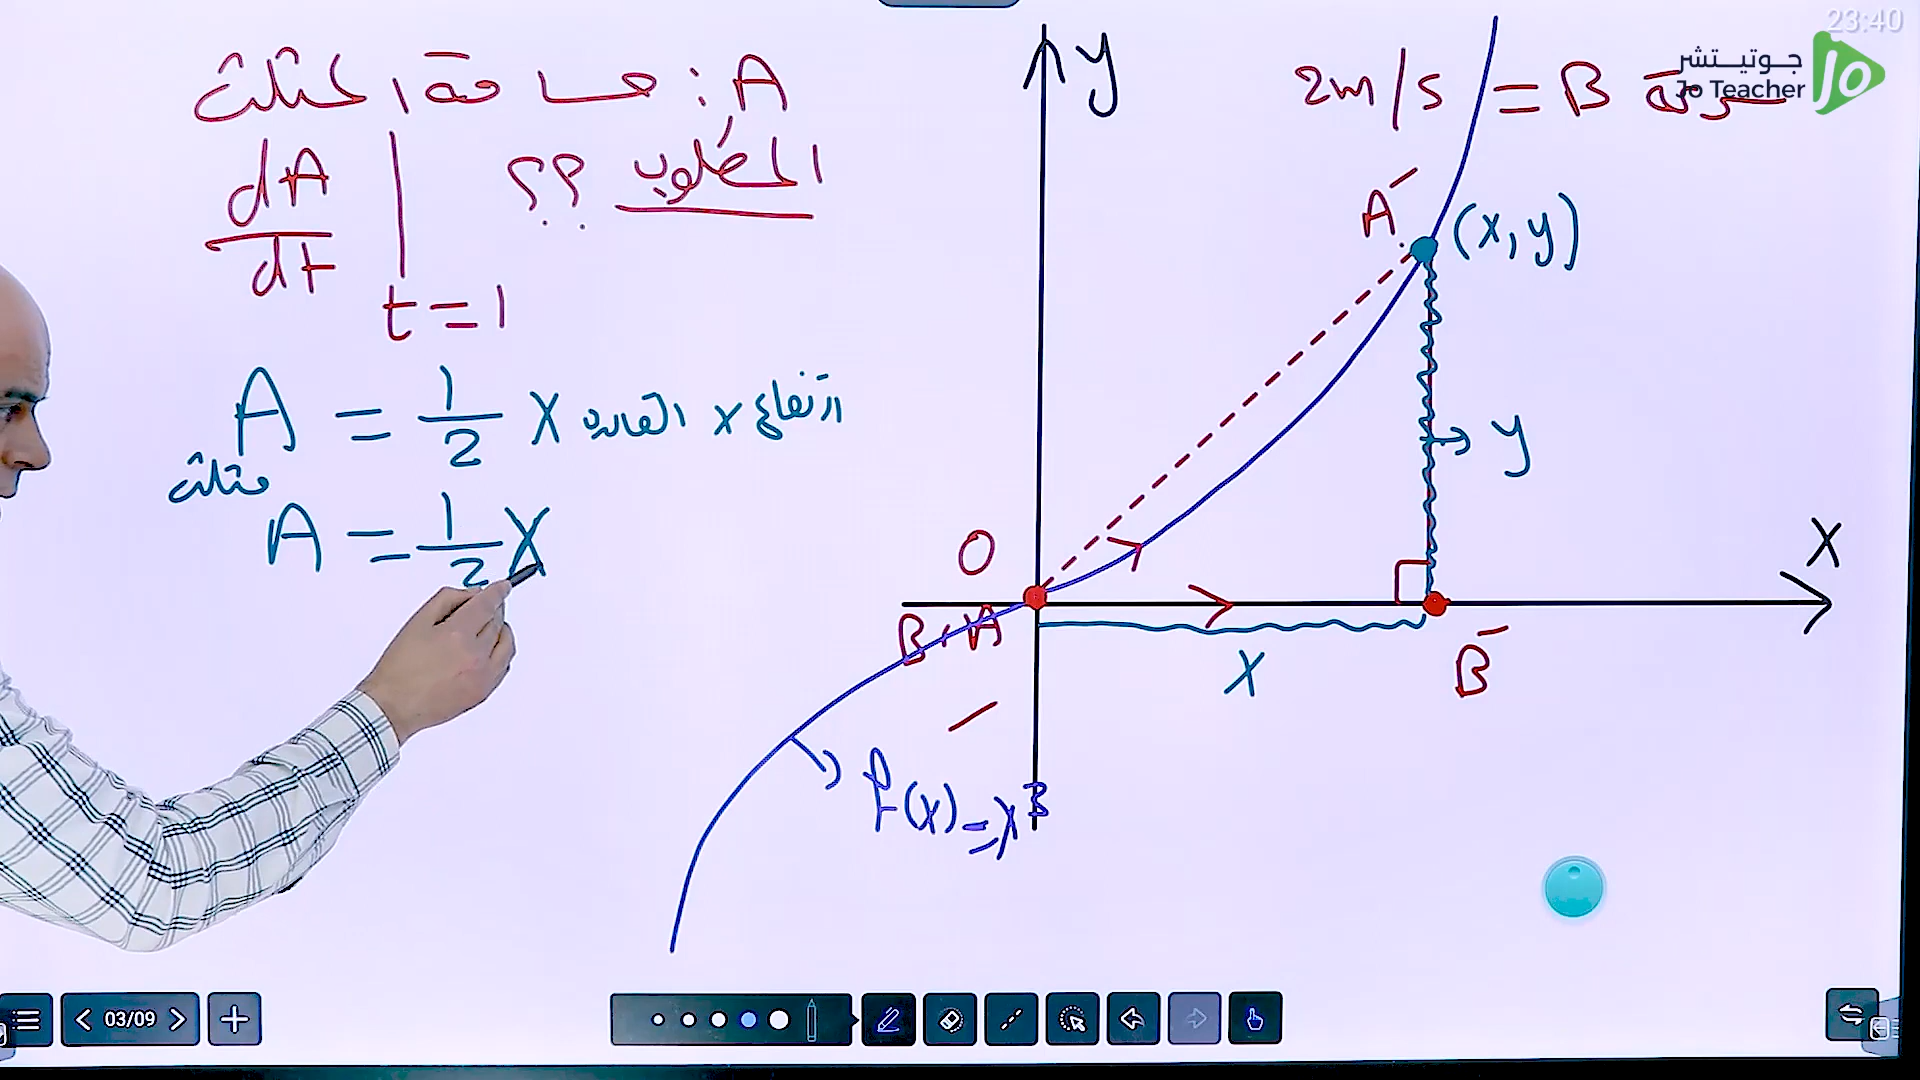 23:40
جوتيتشر
Jo Teacher
A : مساحة المثلث
المطلوب ؟؟
dA/dt | t = 1
A مثلث = 1/2 × القاعدة × ارتفاع
A = 1/2 X
سرعة B = 2m/s
y
A′
(x, y)
y
X
O
B , A
B′
X
f(x) = x³
03/09